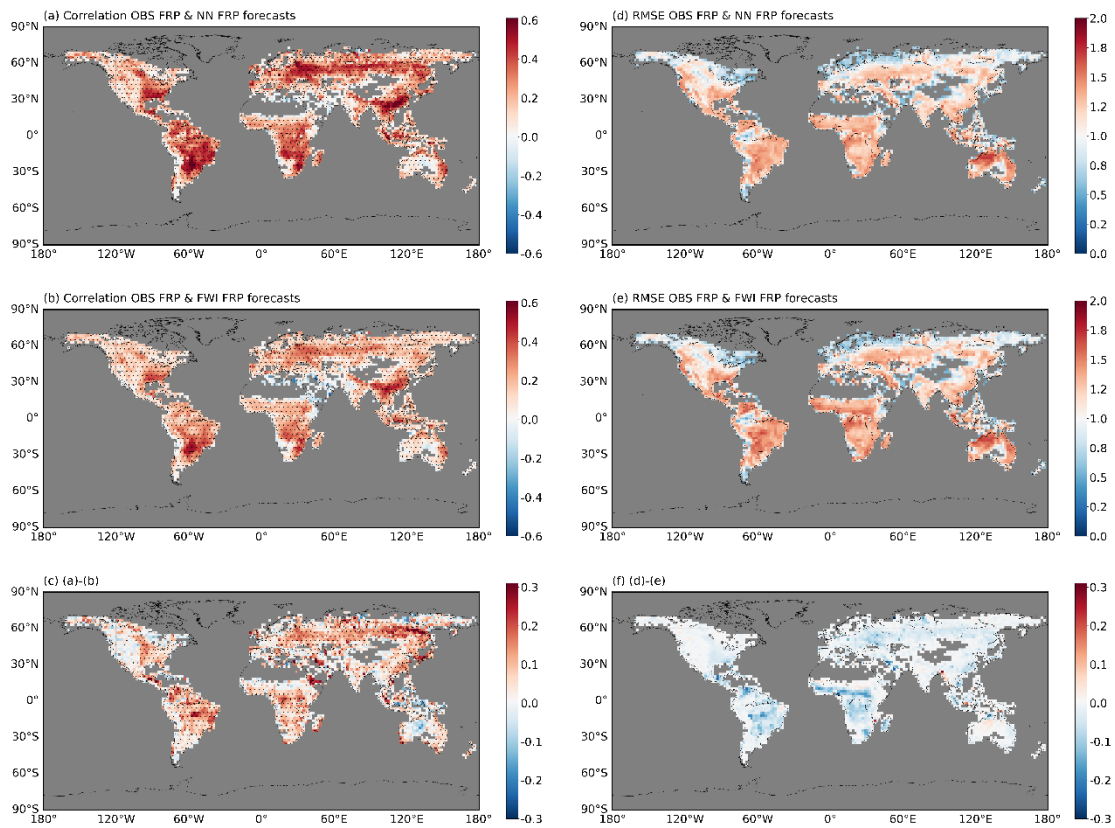 (a) Correlation OBS FRP & NN FRP forecasts
90°N
60°N
30°N
0°
30°S
60°S
90°S
180° 120°W 60°W 0° 60°E 120°E 180°
0.6
0.4
0.2
0.0
-0.2
-0.4
-0.6
(d) RMSE OBS FRP & NN FRP forecasts
90°N
60°N
30°N
0°
30°S
60°S
90°S
180° 120°W 60°W 0° 60°E 120°E 180°
2.0
1.8
1.5
1.2
1.0
0.8
0.5
0.2
0.0
(b) Correlation OBS FRP & FWI FRP forecasts
90°N
60°N
30°N
0°
30°S
60°S
90°S
180° 120°W 60°W 0° 60°E 120°E 180°
0.6
0.4
0.2
0.0
-0.2
-0.4
-0.6
(e) RMSE OBS FRP & FWI FRP forecasts
90°N
60°N
30°N
0°
30°S
60°S
90°S
180° 120°W 60°W 0° 60°E 120°E 180°
2.0
1.8
1.5
1.2
1.0
0.8
0.5
0.2
0.0
(c) (a)-(b)
90°N
60°N
30°N
0°
30°S
60°S
90°S
180° 120°W 60°W 0° 60°E 120°E 180°
0.3
0.2
0.1
0.0
-0.1
-0.2
-0.3
(f) (d)-(e)
90°N
60°N
30°N
0°
30°S
60°S
90°S
180° 120°W 60°W 0° 60°E 120°E 180°
0.3
0.2
0.1
0.0
-0.1
-0.2
-0.3